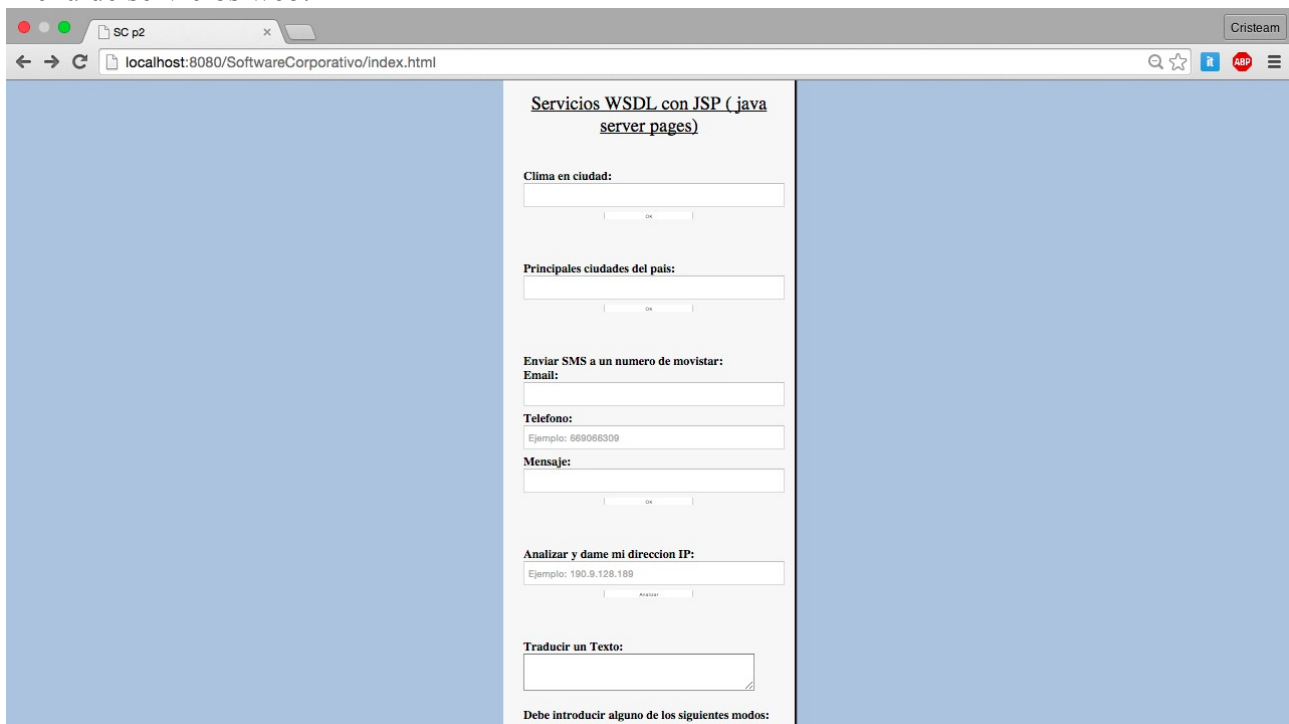 SC p2
Cristeam
localhost:8080/SoftwareCorporativo/index.html
ABP
Servicios WSDL con JSP ( java
server pages)
Clima en ciudad:
OK
Principales ciudades del pais:
OK
Enviar SMS a un numero de movistar:
Email:
Telefono:
Ejemplo: 669066309
Mensaje:
OK
Analizar y dame mi direccion IP:
Ejemplo: 190.9.128.189
Analizar
Traducir un Texto:
Debe introducir alguno de los siguientes modos: